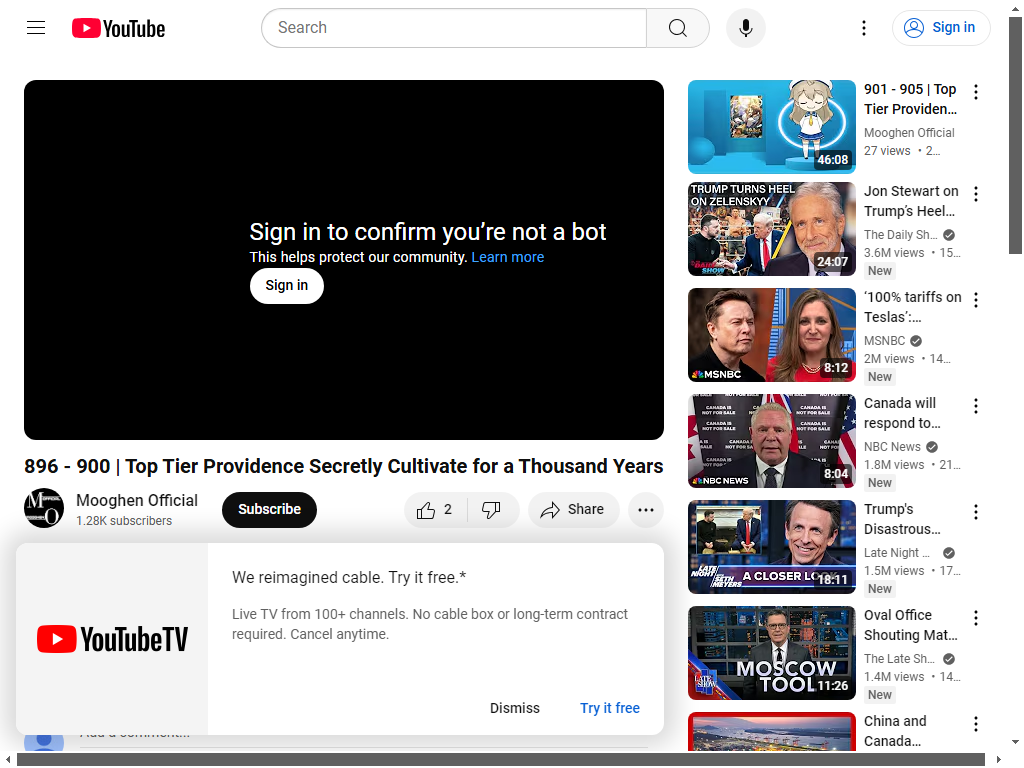 YouTube
Search
Sign in
Sign in to confirm you're not a bot
This helps protect our community. Learn more
Sign in
896 - 900 | Top Tier Providence Secretly Cultivate for a Thousand Years
Mooghen Official
1.28K subscribers
Subscribe
2
Share
We reimagined cable. Try it free.*
Live TV from 100+ channels. No cable box or long-term contract
required. Cancel anytime.
YouTubeTV
Dismiss
Try it free
46:08
901 - 905 | Top
Tier Providen…
Mooghen Official
27 views • 2…
TRUMP TURNS HEEL
ON ZELENSKYY
THE DAILY SHOW
24:07
Jon Stewart on
Trump's Heel…
The Daily Sh…
3.6M views • 15…
New
MSNBC
8:12
'100% tariffs on
Teslas':…
MSNBC
2M views • 14…
New
CANADA IS
NOT FOR SALE
NBC NEWS
8:04
Canada will
respond to…
NBC News
1.8M views • 21…
New
LATE NIGHT
WITH SETH MEYERS
A CLOSER LOOK
18:11
Trump's
Disastrous…
Late Night …
1.5M views • 17…
New
LATE SHOW
MOSCOW
TOOL
11:26
Oval Office
Shouting Mat…
The Late Sh…
1.4M views • 14…
New
China and
Canada…